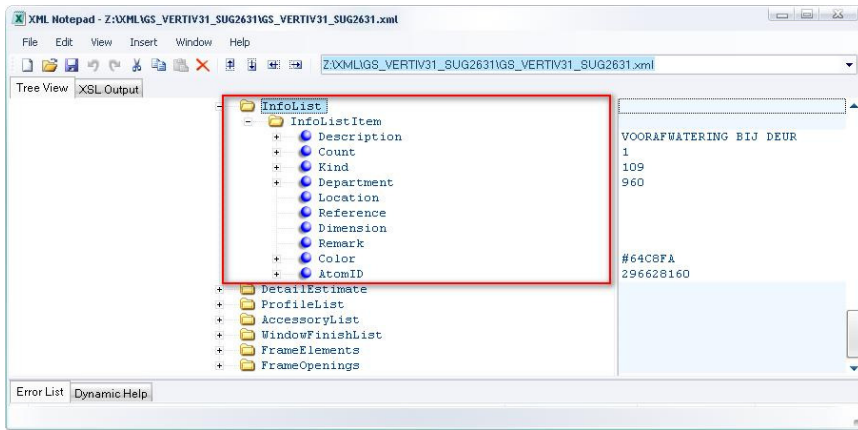 XML Notepad - Z:\XML\GS_VERTIV31_SUG2631\GS_VERTIV31_SUG2631.xml
File Edit View Insert Window Help
Z:\XML\GS_VERTIV31_SUG2631\GS_VERTIV31_SUG2631.xml
Tree View XSL Output
InfoList
InfoListItem
Description VOORAFWATERING BIJ DEUR
Count 1
Kind 109
Department 960
Location
Reference
Dimension
Remark
Color #64C8FA
AtomID 296628160
DetailEstimate
ProfileList
AccessoryList
WindowFinishList
FrameElements
FrameOpenings
Error List Dynamic Help